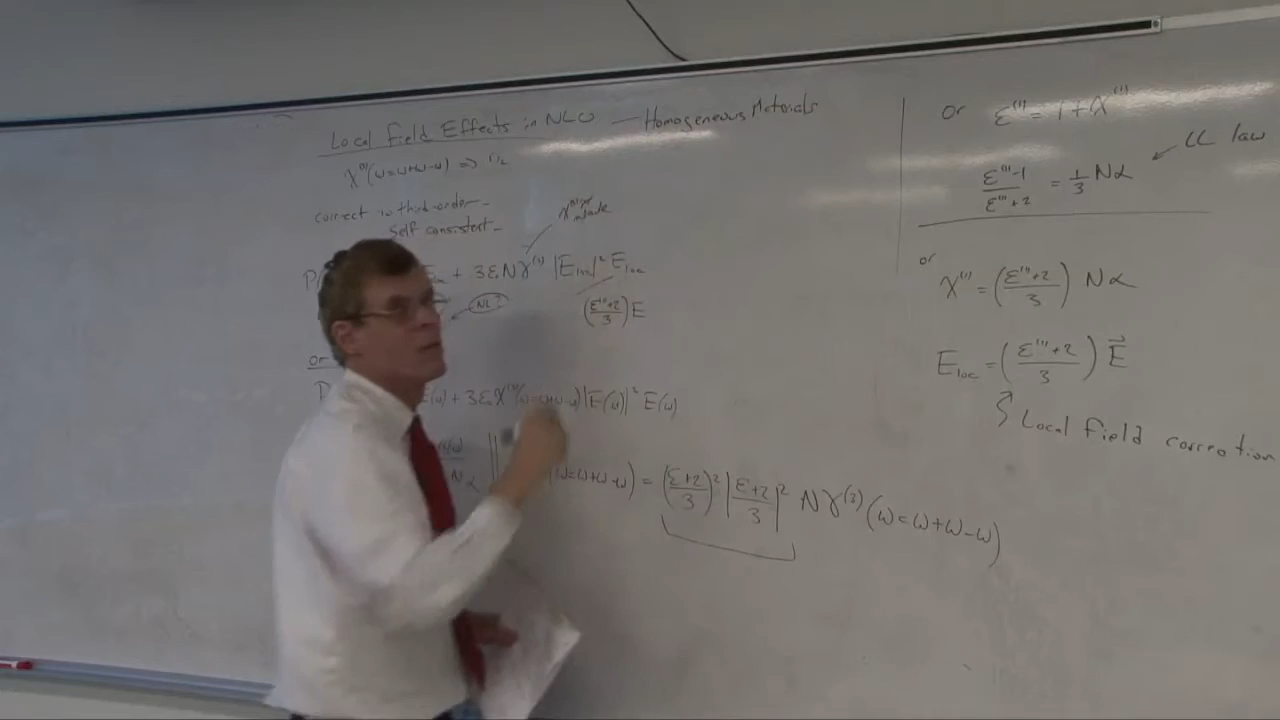 Local Field Effects in NLO — Homogeneous Materials
χ⁽³⁾(ω=ω+ω-ω) ⇒ n₂
correct to third-order
self consistent
+ 3ε₀Nγ⁽³⁾ |E_loc|² E_loc
NL?
(ε⁽¹⁾+2 / 3) E
or
P
E(ω) + 3ε₀χ⁽³⁾(ω=ω+ω-ω)|E(ω)|² E(ω)
(ω=ω+ω-ω) = (ε+2 / 3)² |ε+2 / 3|² Nγ⁽³⁾(ω=ω+ω-ω)
or ε⁽¹⁾ = 1+χ⁽¹⁾
LL law
ε⁽¹⁾-1 / ε⁽¹⁾+2 = 1/3 Nα
or
χ⁽¹⁾ = (ε⁽¹⁾+2 / 3) Nα
E_loc = (ε⁽¹⁾+2 / 3) E⃗
Local field correction